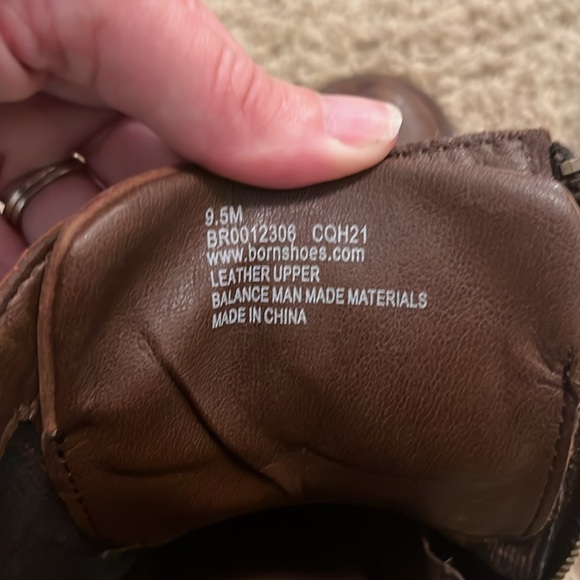 9.5M
BR0012306 CQH21
www.bornshoes.com
LEATHER UPPER
BALANCE MAN MADE MATERIALS
MADE IN CHINA